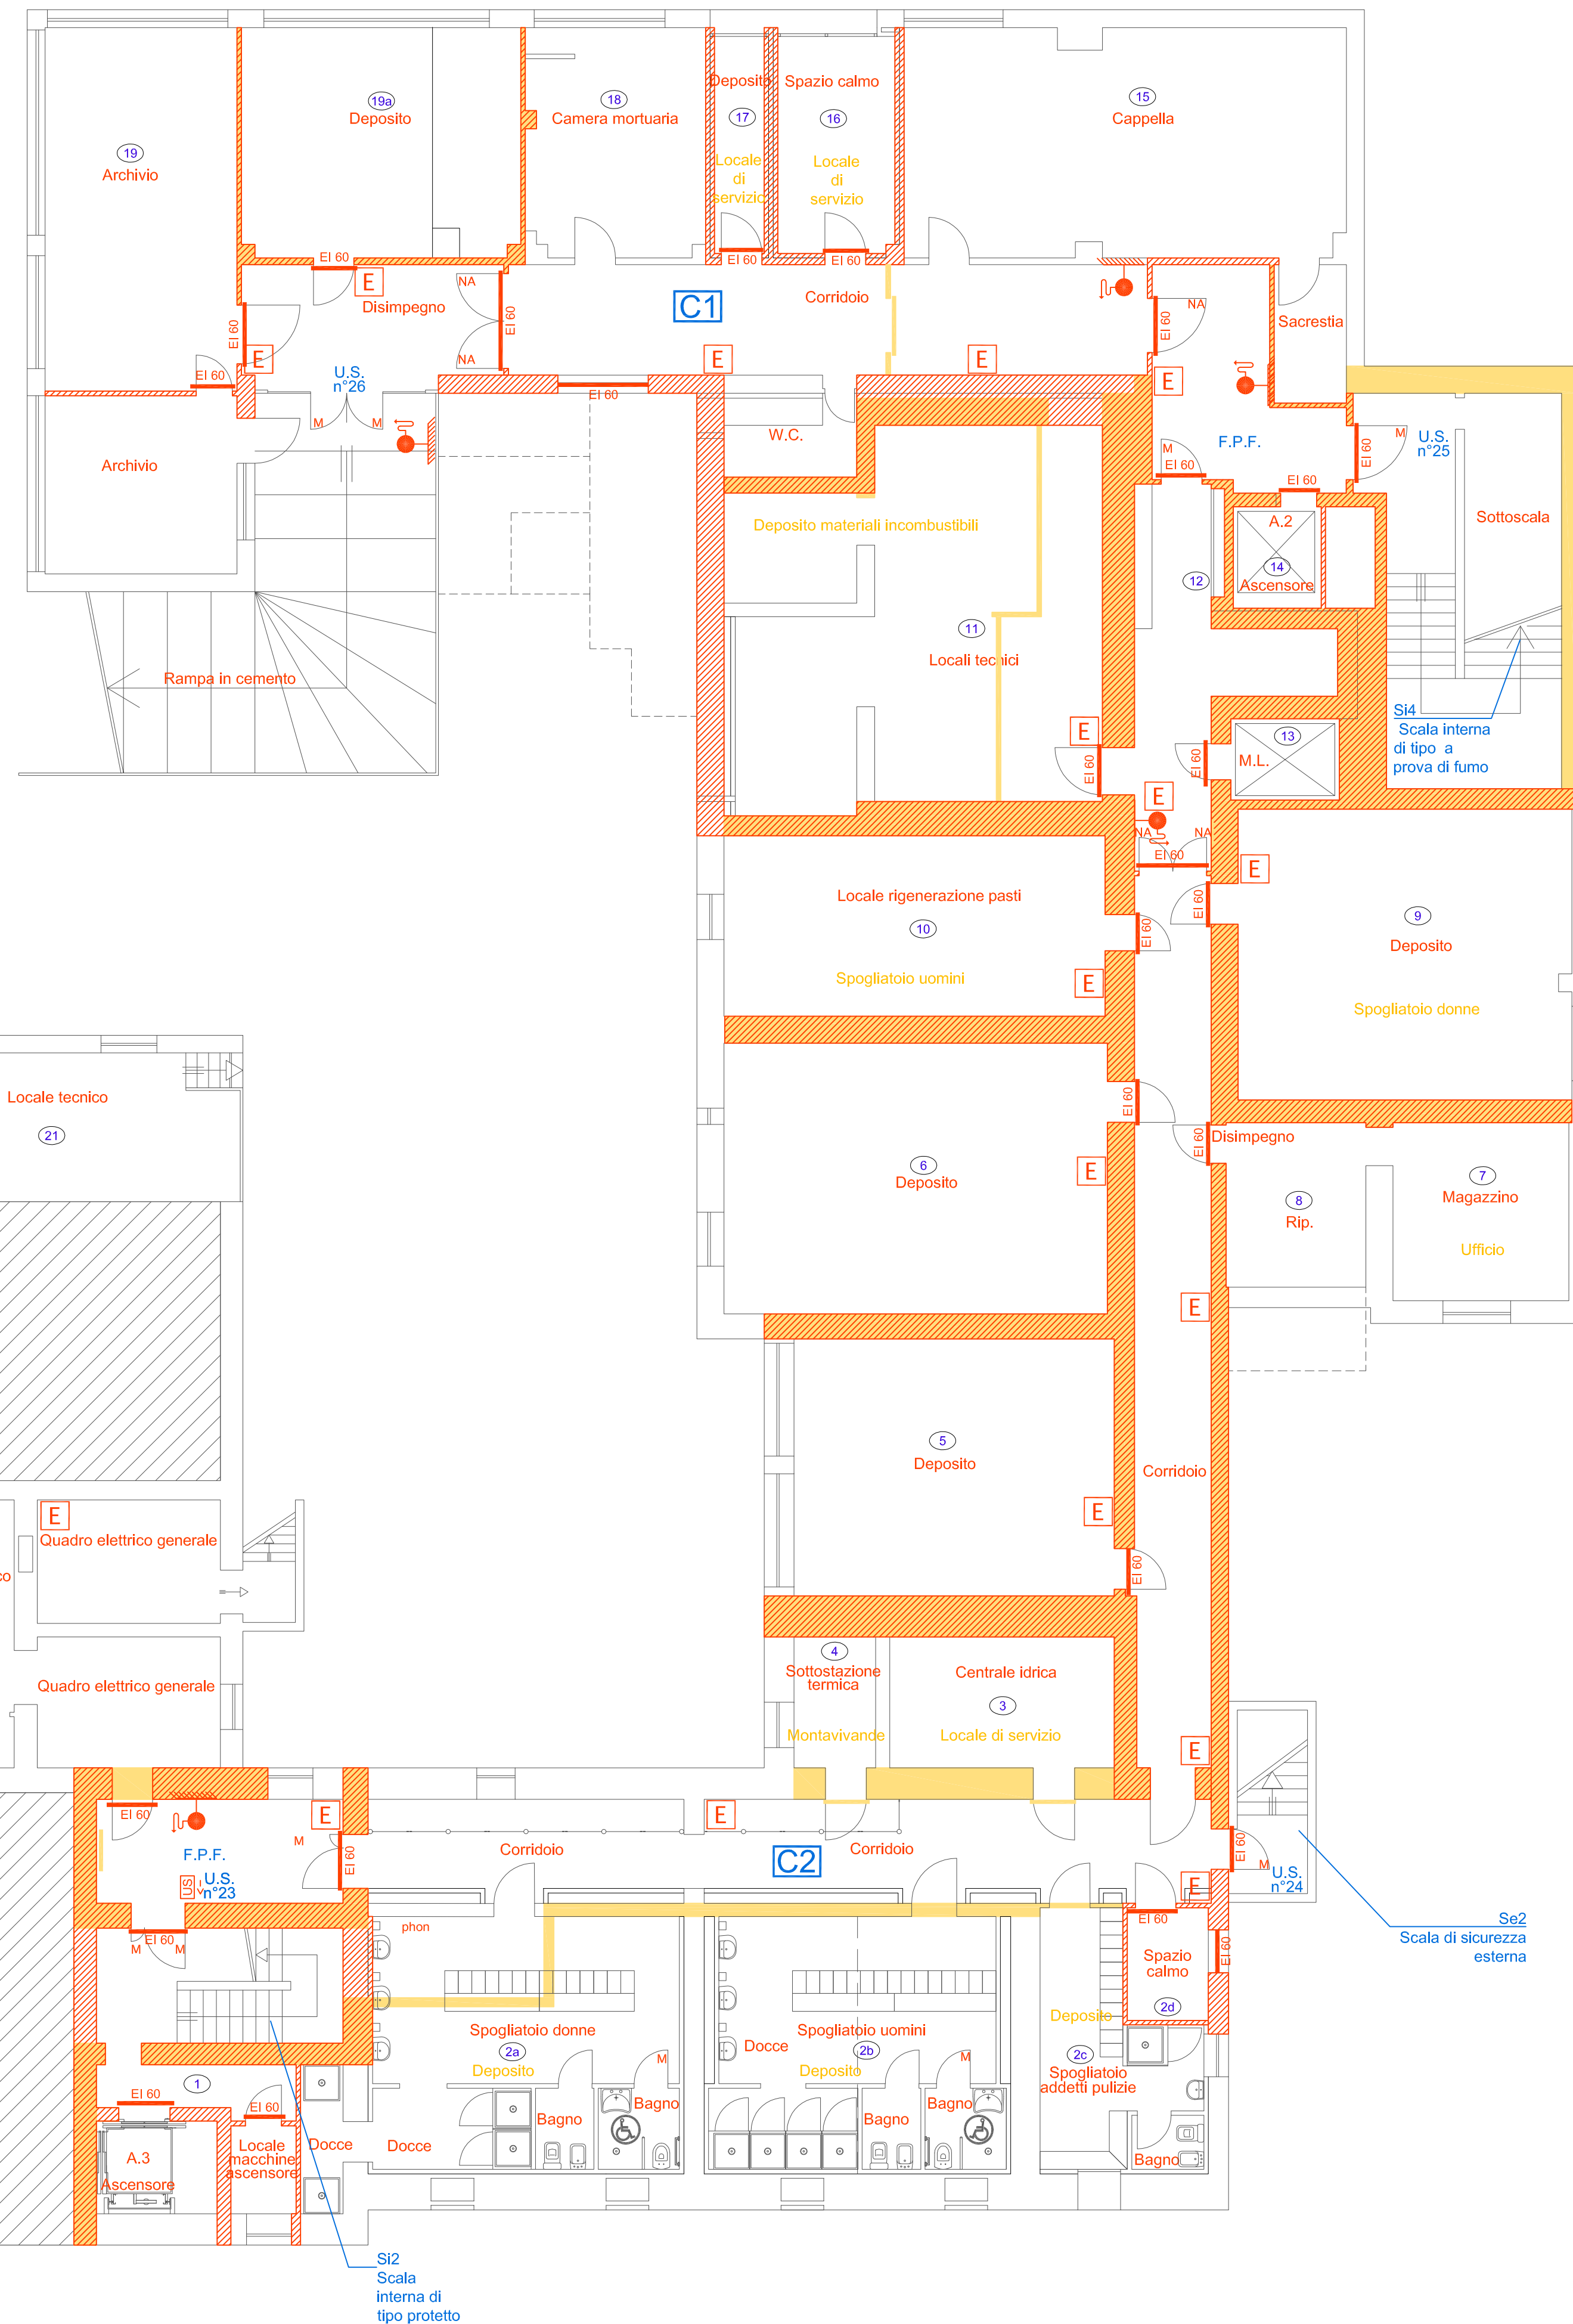 19
Archivio
19a
Deposito
18
Camera mortuaria
Deposito
17
Locale
di
servizio
Spazio calmo
16
Locale
di
servizio
15
Cappella
EI 60
EI 60
EI 60
E
Disimpegno
NA
NA
EI 60
C1
Corridoio
EI 60
E
EI 60
U.S.
n°26
M
M
E
E
EI 60
EI 60
NA
E
Sacrestia
W.C.
M
EI 60
F.P.F.
EI 60
M
U.S.
n°25
EI 60
Archivio
Deposito materiali incombustibili
A.2
14
Ascensore
Sottoscala
12
11
Locali tecnici
Rampa in cemento
Si4
Scala interna
di tipo a
prova di fumo
E
EI 60
EI 60
13
M.L.
E
NA
NA
EI 60
E
Locale rigenerazione pasti
10
Spogliatoio uomini
EI 60
EI 60
E
9
Deposito
Spogliatoio donne
Locale tecnico
21
EI 60
EI 60
Disimpegno
6
Deposito
E
8
Rip.
7
Magazzino
Ufficio
E
5
Deposito
Corridoio
E
EI 60
E
Quadro elettrico generale
co
Quadro elettrico generale
4
Sottostazione
termica
Montavivande
Centrale idrica
3
Locale di servizio
E
EI 60
E
M
EI 60
F.P.F.
US
U.S.
n°23
E
Corridoio
C2
Corridoio
EI 60
M
U.S.
n°24
E
EI 60
M
EI 60
M
phon
Spazio
calmo
2d
EI 60
Se2
Scala di sicurezza
esterna
Spogliatoio donne
2a
Deposito
M
Docce
Spogliatoio uomini
2b
Deposito
M
Deposito
2c
Spogliatoio
addetti pulizie
1
EI 60
EI 60
A.3
Ascensore
Locale
macchine
ascensore
Docce
Docce
Bagno
Bagno
Bagno
Bagno
Bagno
Si2
Scala
interna di
tipo protetto